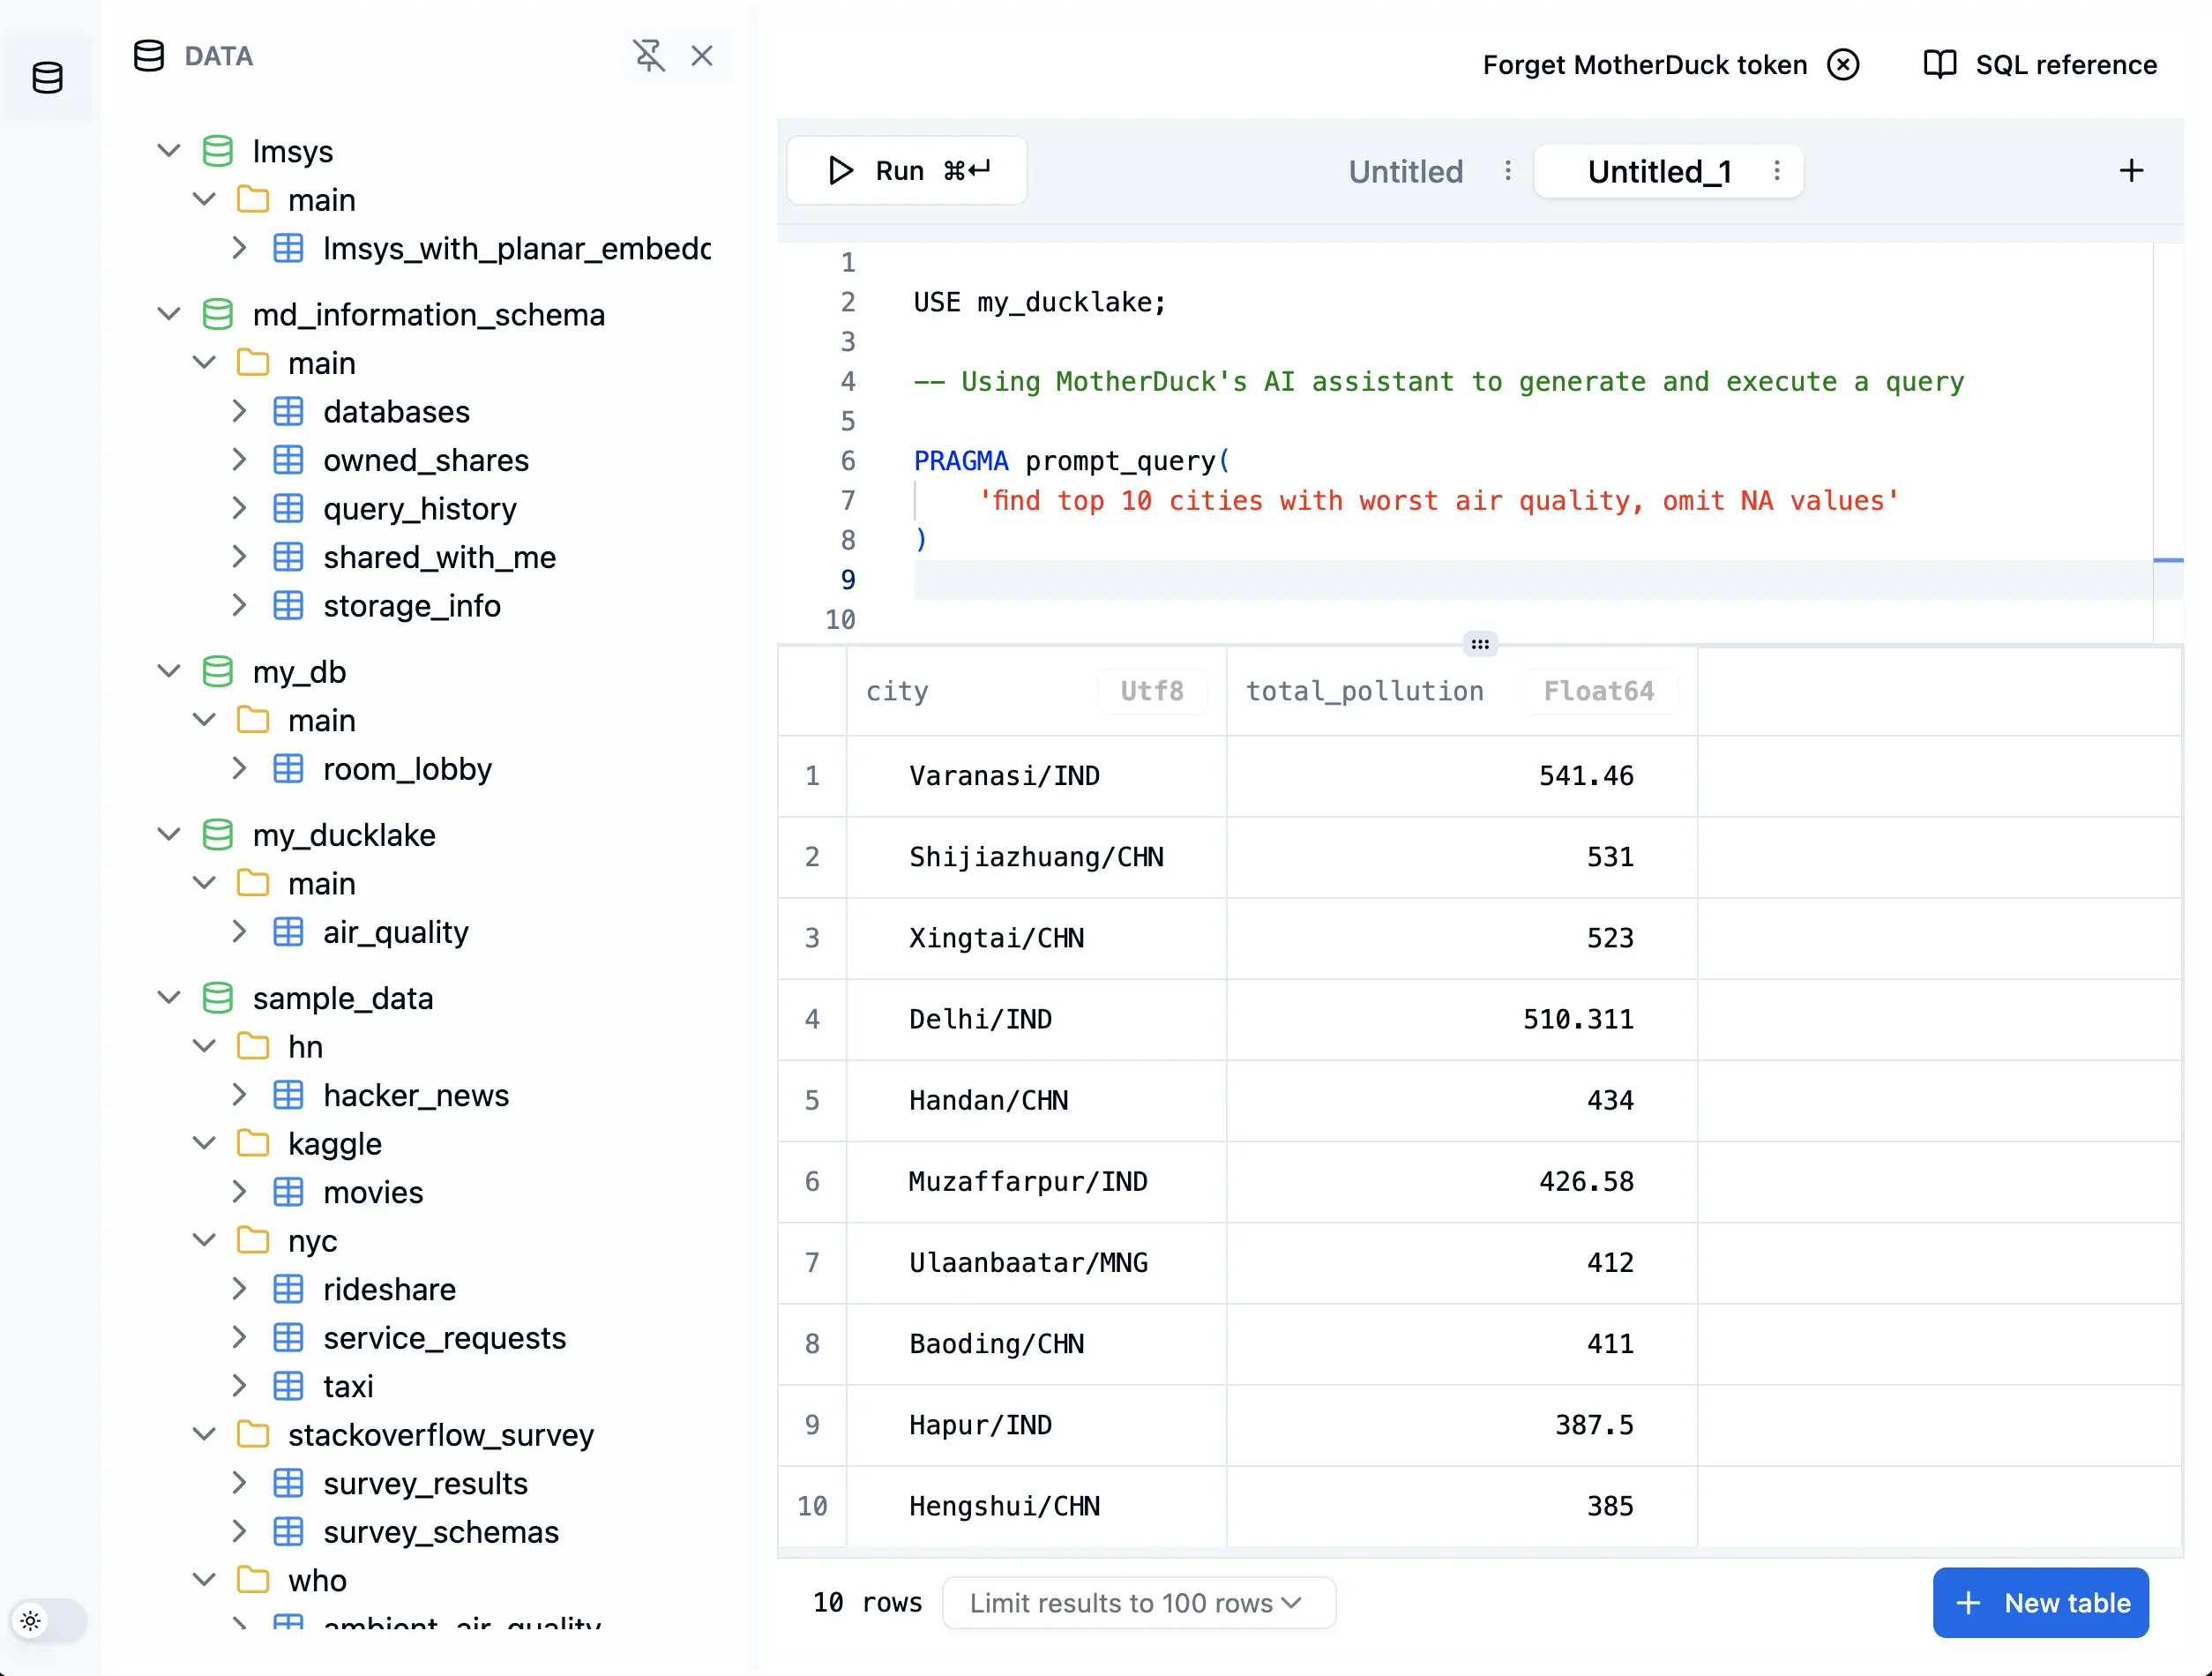 DATA
lmsys
main
lmsys_with_planar_embedd
md_information_schema
main
databases
owned_shares
query_history
shared_with_me
storage_info
my_db
main
room_lobby
my_ducklake
main
air_quality
sample_data
hn
hacker_news
kaggle
movies
nyc
rideshare
service_requests
taxi
stackoverflow_survey
survey_results
survey_schemas
who
ambient_air_quality
Forget MotherDuck token
SQL reference
Run ⌘↵
Untitled
Untitled_1
1
2 USE my_ducklake;
3
4 -- Using MotherDuck's AI assistant to generate and execute a query
5
6 PRAGMA prompt_query(
7 'find top 10 cities with worst air quality, omit NA values'
8 )
9
10
city Utf8 total_pollution Float64
1 Varanasi/IND 541.46
2 Shijiazhuang/CHN 531
3 Xingtai/CHN 523
4 Delhi/IND 510.311
5 Handan/CHN 434
6 Muzaffarpur/IND 426.58
7 Ulaanbaatar/MNG 412
8 Baoding/CHN 411
9 Hapur/IND 387.5
10 Hengshui/CHN 385
10 rows Limit results to 100 rows
+ New table